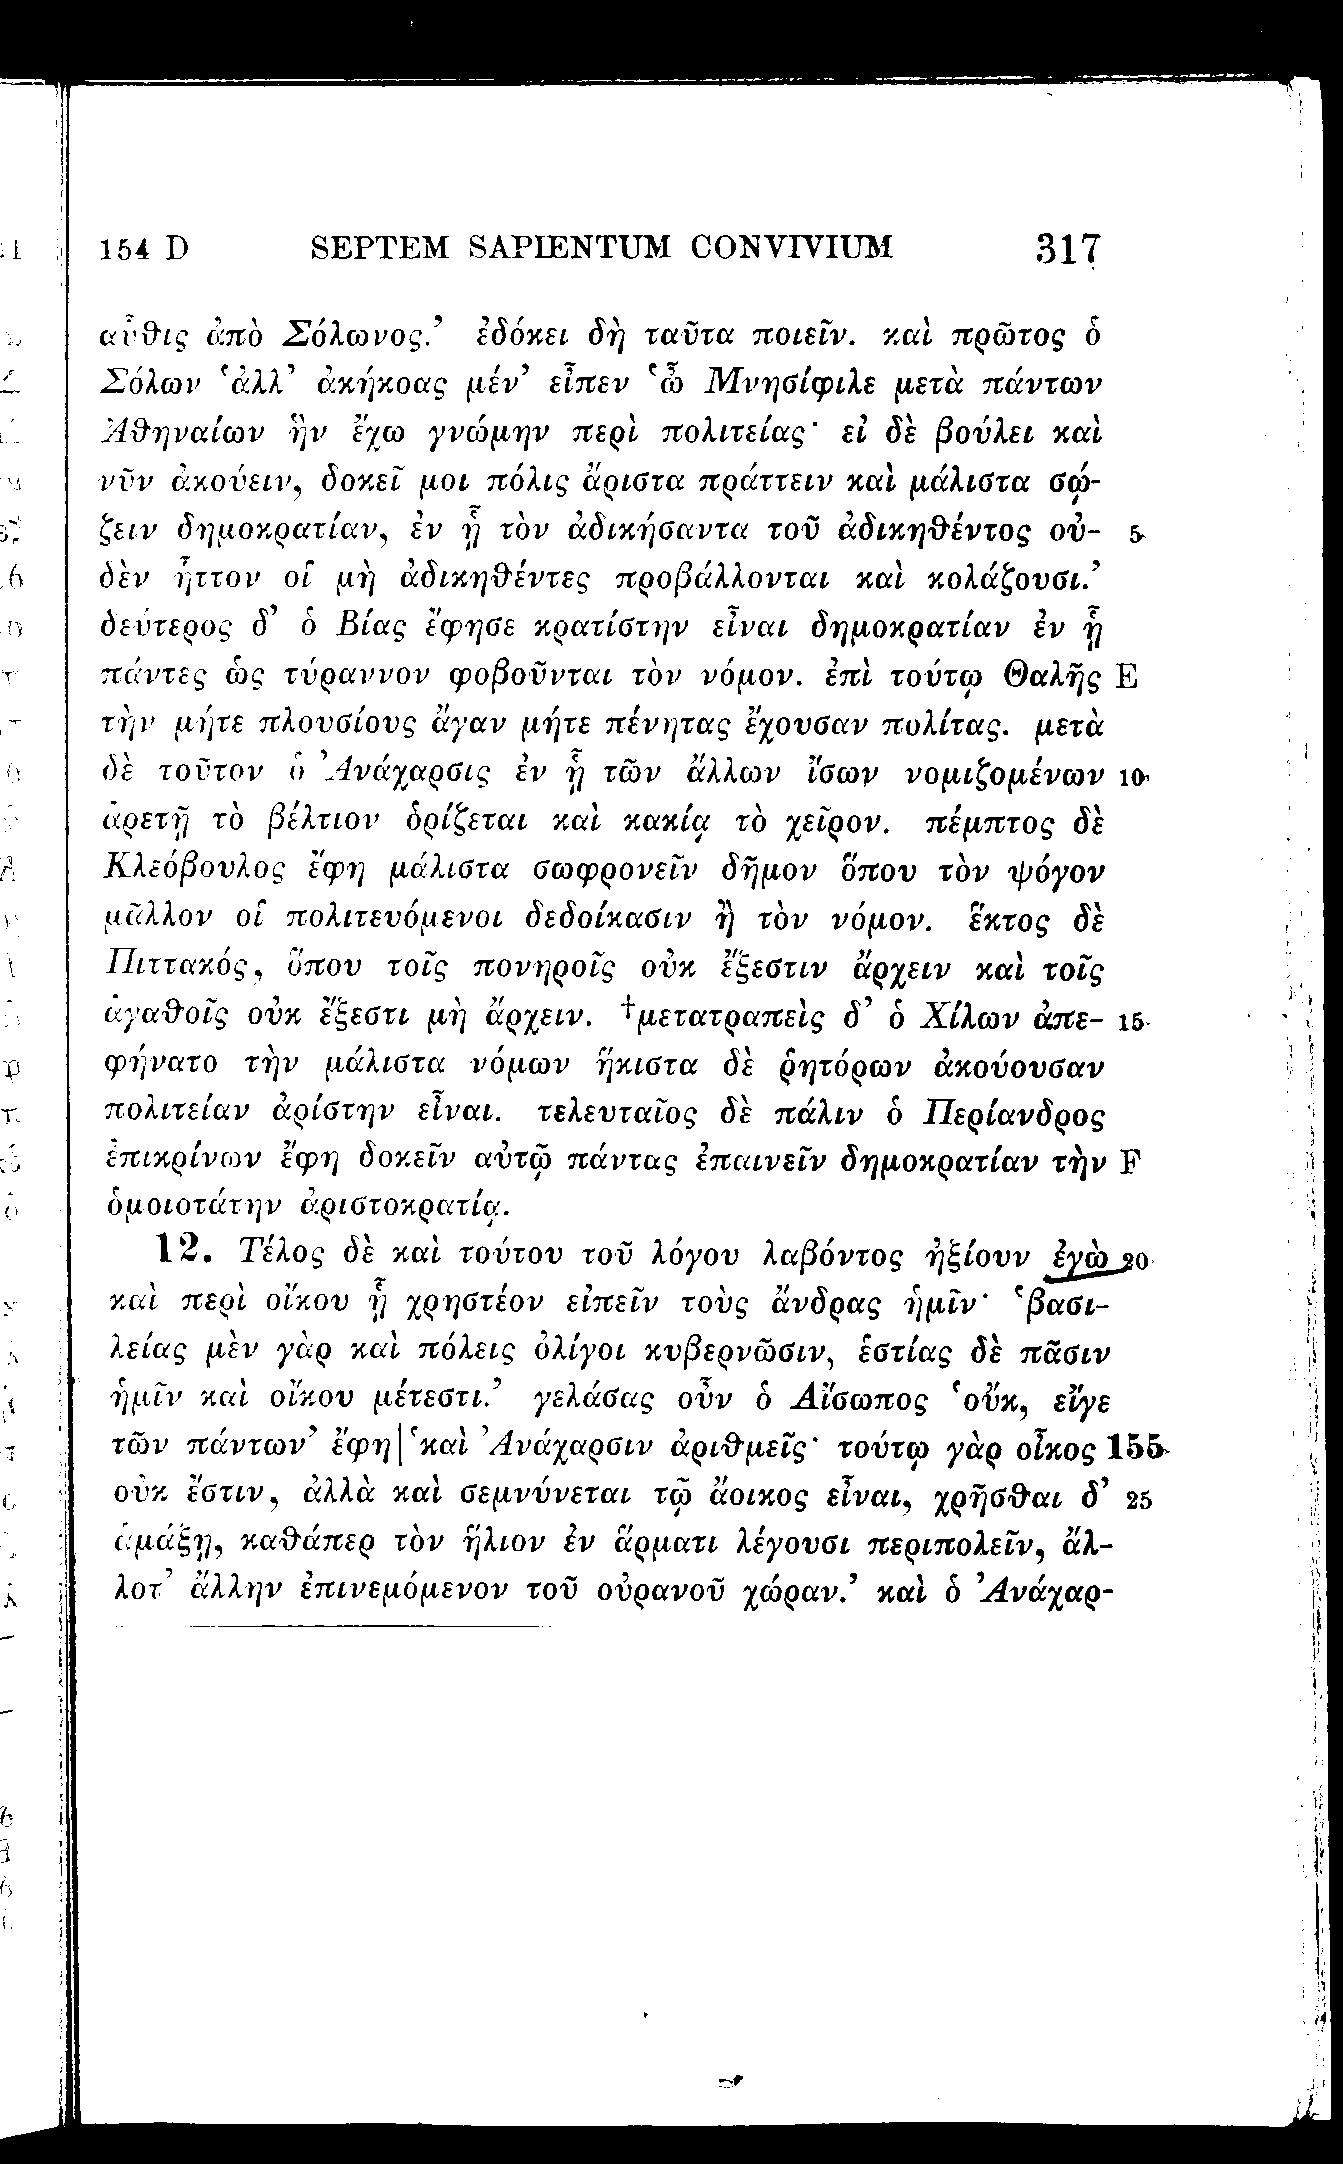 154 D SEPTEM SAPIENTUM CONVIVIUM 317
αὖθις ἀπὸ Σόλωνος.’ ἐδόκει δὴ ταῦτα ποιεῖν. καὶ πρῶτος ὁ
Σόλων ‘ἀλλ’ ἀκήκοας μέν’ εἶπεν ‘ὦ Μνησίφιλε μετὰ πάντων
Ἀθηναίων ἣν ἔχω γνώμην περὶ πολιτείας· εἰ δὲ βούλει καὶ
νῦν ἀκούειν, δοκεῖ μοι πόλις ἄριστα πράττειν καὶ μάλιστα σῴ-
ζειν δημοκρατίαν, ἐν ᾗ τὸν ἀδικήσαντα τοῦ ἀδικηθέντος οὐ- 5
δὲν ἧττον οἱ μὴ ἀδικηθέντες προβάλλονται καὶ κολάζουσι.’
δεύτερος δ’ ὁ Βίας ἔφησε κρατίστην εἶναι δημοκρατίαν ἐν ᾗ
πάντες ὡς τύραννον φοβοῦνται τὸν νόμον. ἐπὶ τούτῳ Θαλῆς E
τὴν μήτε πλουσίους ἄγαν μήτε πένητας ἔχουσαν πολίτας. μετὰ
δὲ τοῦτον ὁ Ἀνάχαρσις ἐν ᾗ τῶν ἄλλων ἴσων νομιζομένων 10
ἀρετῇ τὸ βέλτιον ὁρίζεται καὶ κακίᾳ τὸ χεῖρον. πέμπτος δὲ
Κλεόβουλος ἔφη μάλιστα σωφρονεῖν δῆμον ὅπου τὸν ψόγον
μᾶλλον οἱ πολιτευόμενοι δεδοίκασιν ἢ τὸν νόμον. ἕκτος δὲ
Πιττακός, ὅπου τοῖς πονηροῖς οὐκ ἔξεστιν ἄρχειν καὶ τοῖς
ἀγαθοῖς οὐκ ἔξεστι μὴ ἄρχειν. †μετατραπεὶς δ’ ὁ Χίλων ἀπε- 15
φήνατο τὴν μάλιστα νόμων ἥκιστα δὲ ῥητόρων ἀκούουσαν
πολιτείαν ἀρίστην εἶναι. τελευταῖος δὲ πάλιν ὁ Περίανδρος
ἐπικρίνων ἔφη δοκεῖν αὐτῷ πάντας ἐπαινεῖν δημοκρατίαν τὴν F
ὁμοιοτάτην ἀριστοκρατίᾳ.
12. Τέλος δὲ καὶ τούτου τοῦ λόγου λαβόντος ἠξίουν ἐγὼ 20
καὶ περὶ οἴκου ᾗ χρηστέον εἰπεῖν τοὺς ἄνδρας ἡμῖν· ‘βασι-
λείας μὲν γὰρ καὶ πόλεις ὀλίγοι κυβερνῶσιν, ἑστίας δὲ πᾶσιν
ἡμῖν καὶ οἴκου μέτεστι.’ γελάσας οὖν ὁ Αἴσωπος ‘οὔκ, εἴγε
τῶν πάντων’ ἔφη|‘καὶ Ἀνάχαρσιν ἀριθμεῖς· τούτῳ γὰρ οἶκος 155
οὐκ ἔστιν, ἀλλὰ καὶ σεμνύνεται τῷ ἄοικος εἶναι, χρῆσθαι δ’ 25
ἁμάξῃ, καθάπερ τὸν ἥλιον ἐν ἅρματι λέγουσι περιπολεῖν, ἄλ-
λοτ’ ἄλλην ἐπινεμόμενον τοῦ οὐρανοῦ χώραν.’ καὶ ὁ Ἀνάχαρ-